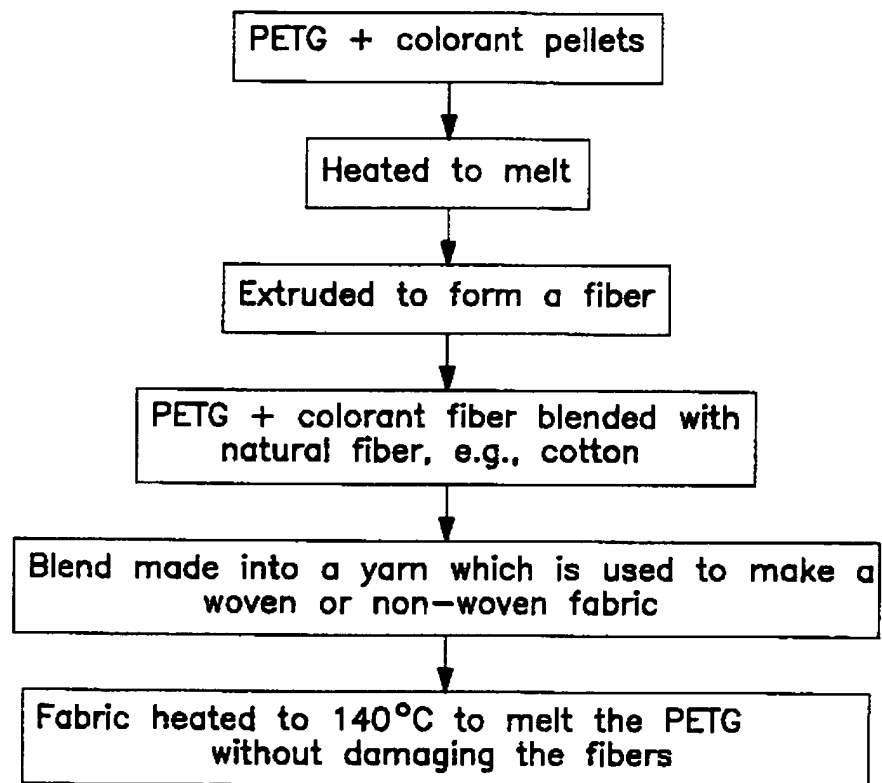 PETG + colorant pellets
Heated to melt
Extruded to form a fiber
PETG + colorant fiber blended with
natural fiber, e.g., cotton
Blend made into a yarn which is used to make a
woven or non-woven fabric
Fabric heated to 140°C to melt the PETG
without damaging the fibers